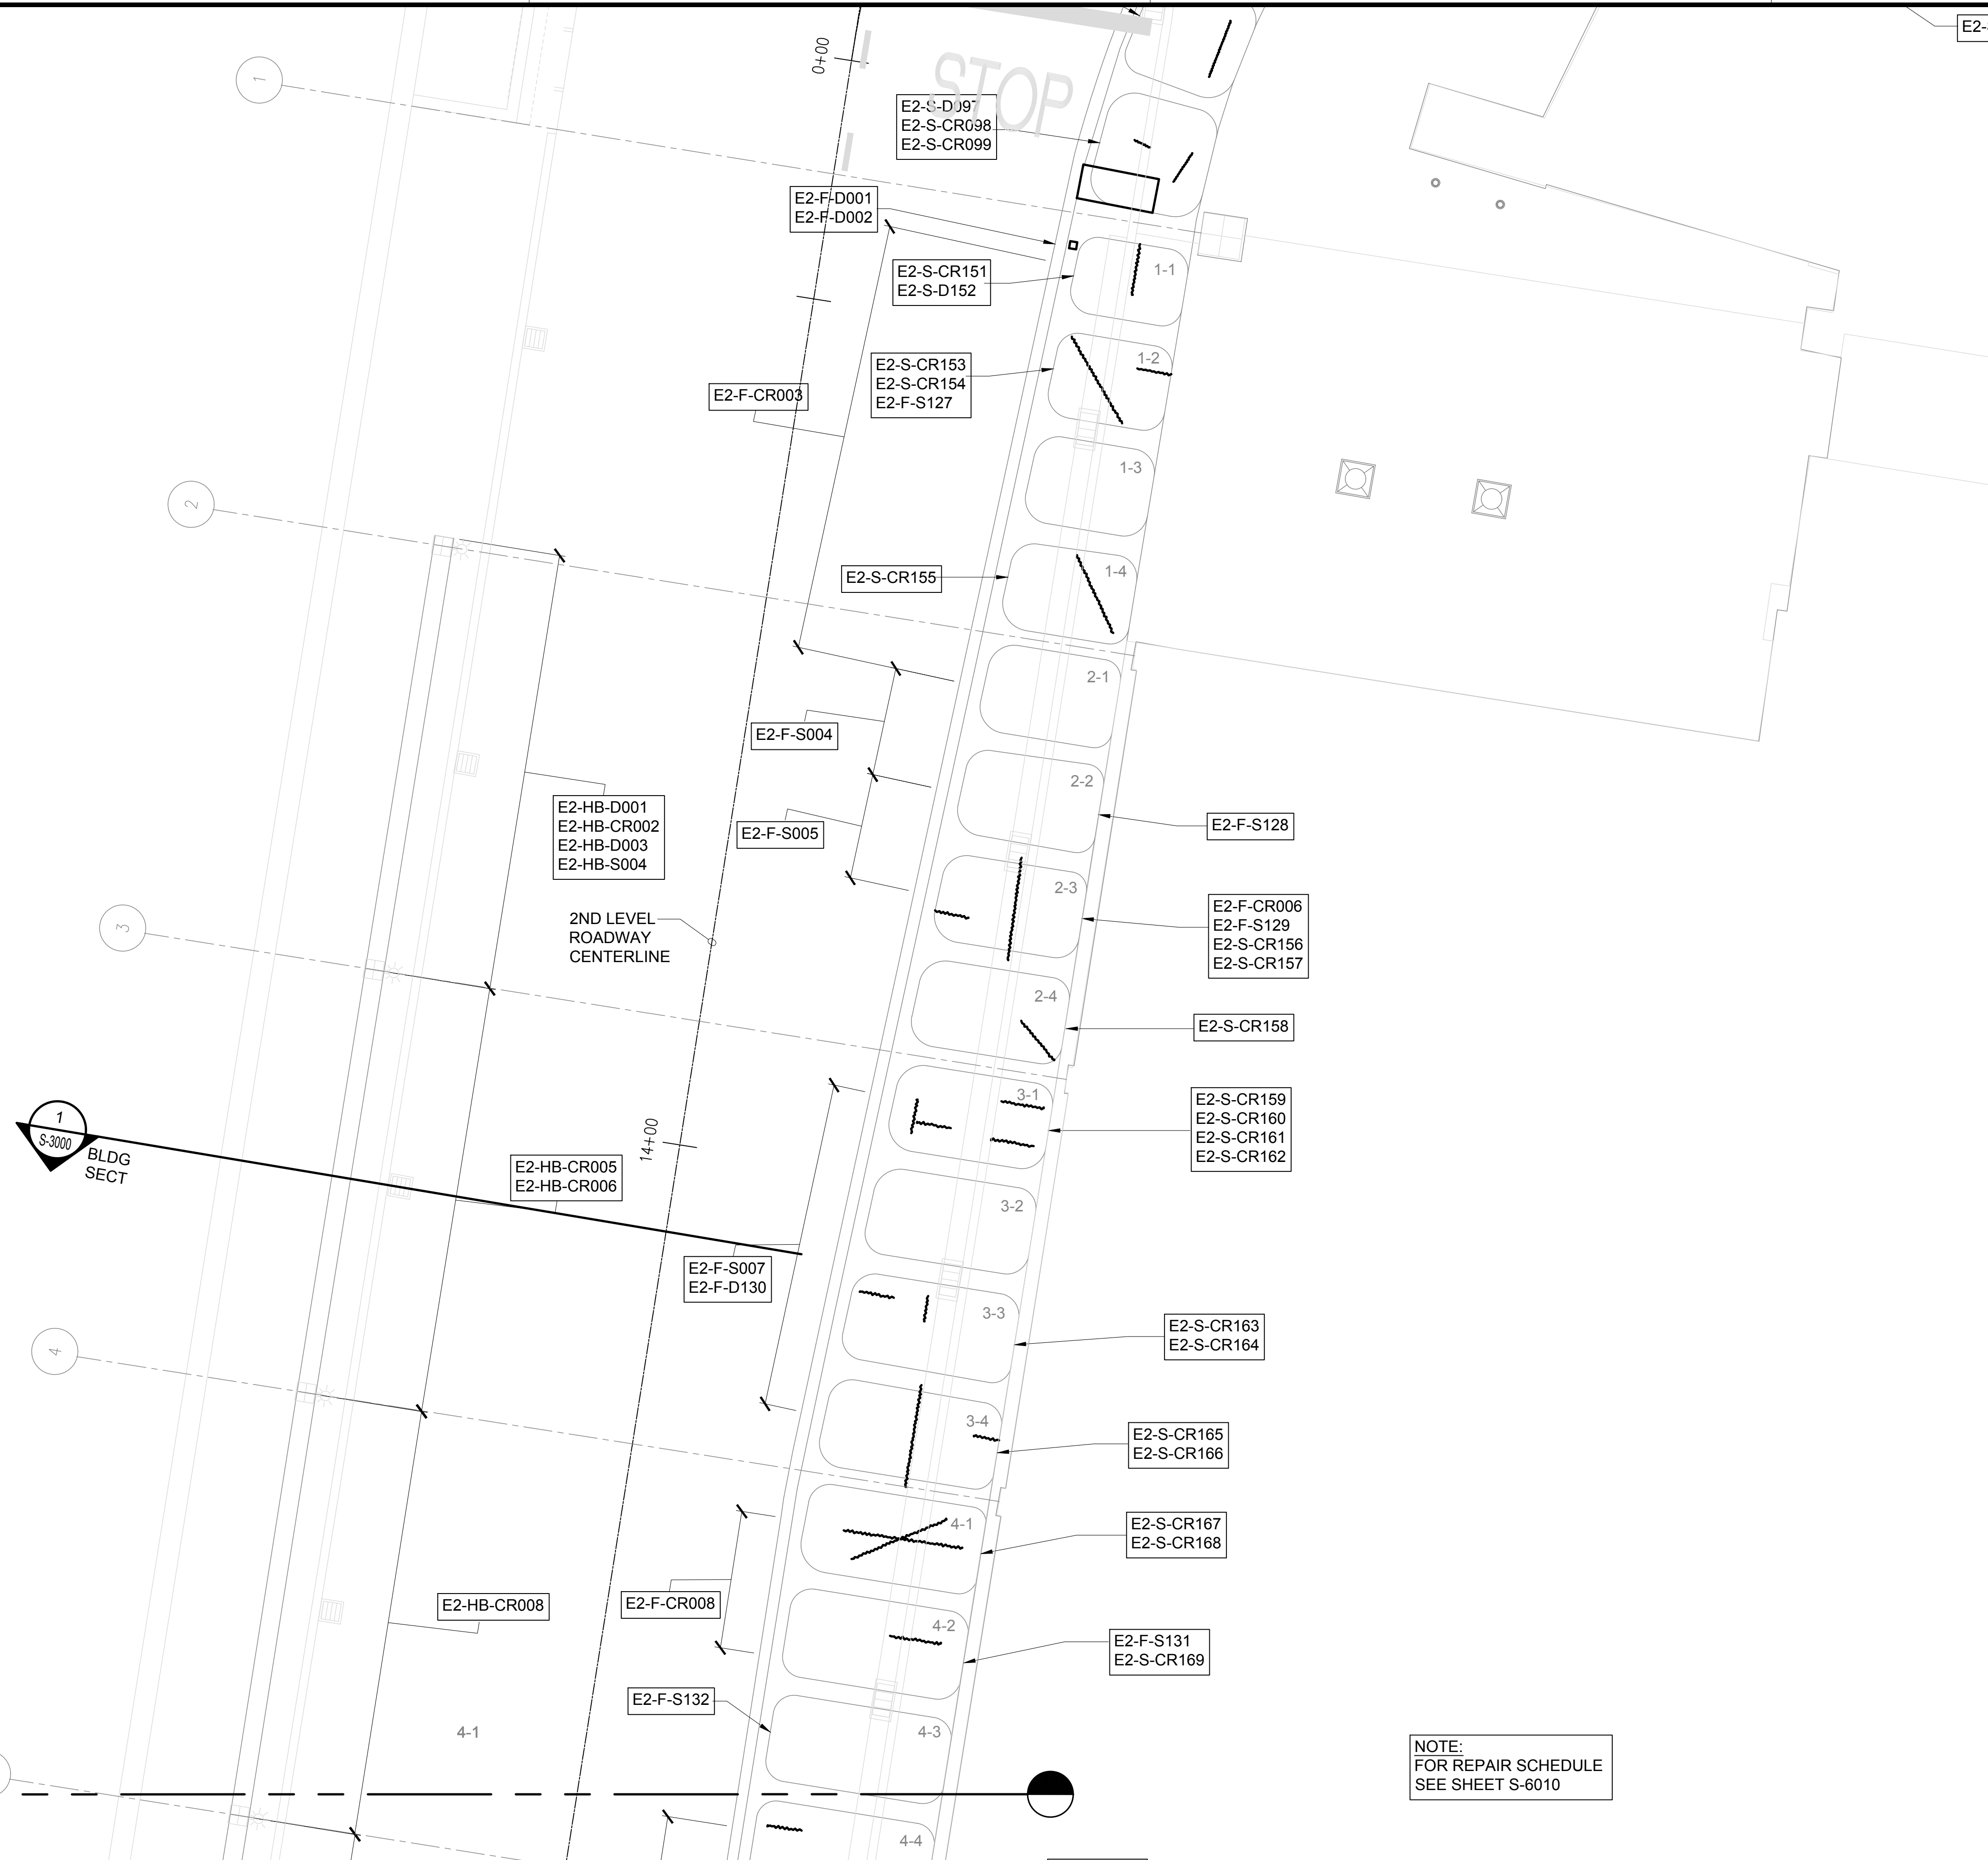 E2-
1
0+00
STOP
E2-S-D097
E2-S-CR098
E2-S-CR099
E2-F-D001
E2-F-D002
E2-S-CR151
E2-S-D152
1-1
E2-S-CR153
E2-S-CR154
E2-F-S127
1-2
E2-F-CR003
1-3
2
E2-S-CR155
1-4
2-1
E2-F-S004
2-2
E2-HB-D001
E2-HB-CR002
E2-HB-D003
E2-HB-S004
E2-F-S005
E2-F-S128
2-3
3
2ND LEVEL
ROADWAY
CENTERLINE
E2-F-CR006
E2-F-S129
E2-S-CR156
E2-S-CR157
2-4
E2-S-CR158
3-1
1
S-3000
BLDG
SECT
14+00
E2-S-CR159
E2-S-CR160
E2-S-CR161
E2-S-CR162
E2-HB-CR005
E2-HB-CR006
3-2
E2-F-S007
E2-F-D130
3-3
4
E2-S-CR163
E2-S-CR164
3-4
E2-S-CR165
E2-S-CR166
4-1
E2-S-CR167
E2-S-CR168
E2-HB-CR008
E2-F-CR008
4-2
E2-F-S131
E2-S-CR169
E2-F-S132
4-1
4-3
NOTE:
FOR REPAIR SCHEDULE
SEE SHEET S-6010
4-4